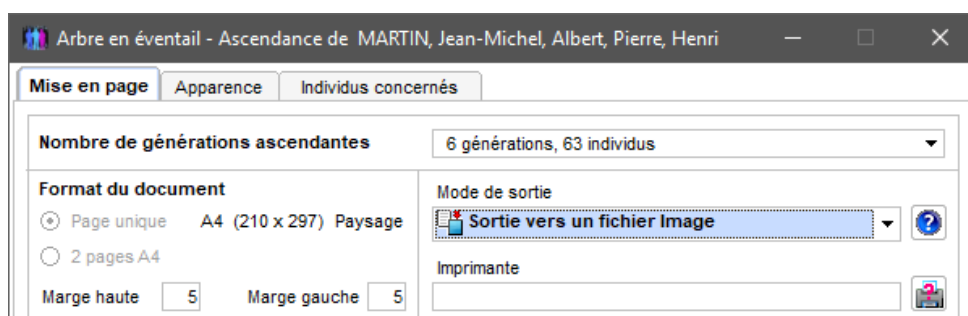 Arbre en éventail - Ascendance de MARTIN, Jean-Michel, Albert, Pierre, Henri
Mise en page Apparence Individus concernés
Nombre de générations ascendantes 6 générations, 63 individus
Format du document
Page unique A4 (210 x 297) Paysage
2 pages A4
Marge haute 5 Marge gauche 5
Mode de sortie
Sortie vers un fichier Image
Imprimante